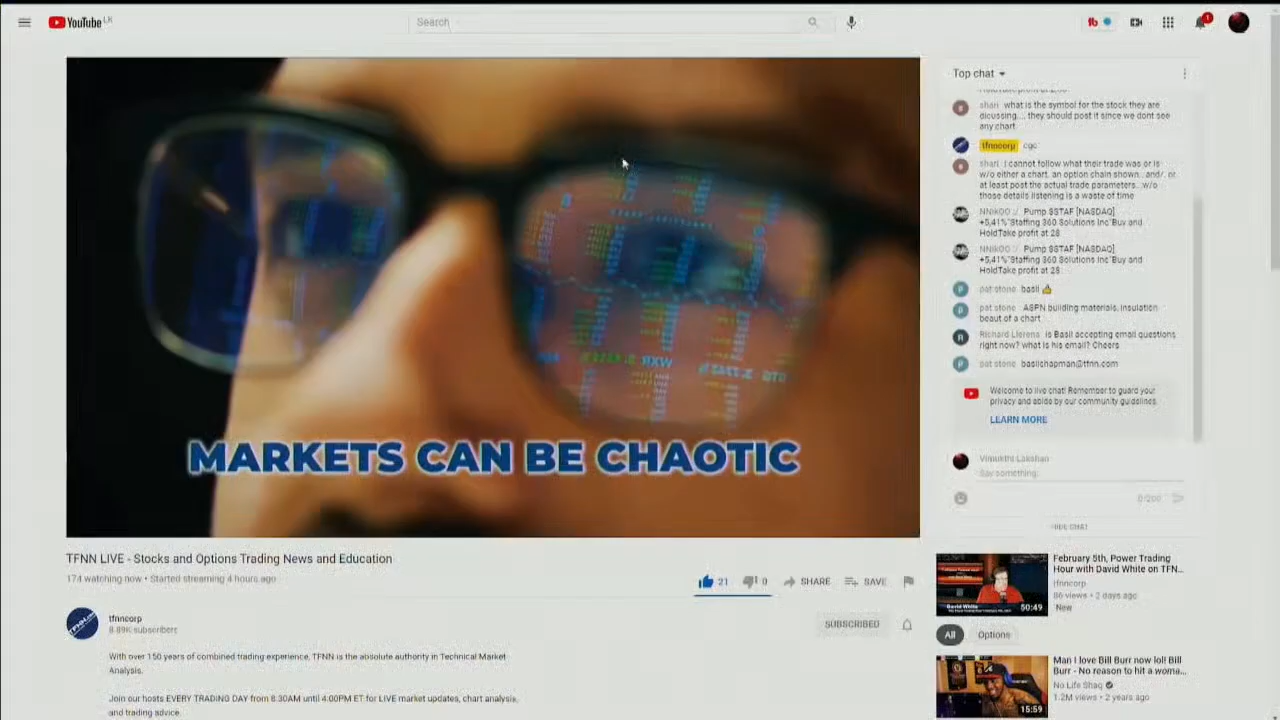 YouTube LK
Search
1
Top chat
shari what is the symbol for the stock they are
dicussing.... they should post it since we dont see
any chart
tfnncorp cgc
shari I cannot follow what their trade was or is
w/o either a chart, an option chain shown.. and/. or
at least post the actual trade parameters...w/o
those details listening is a waste of time
Pump $STAF [NASDAQ]
+5,41%"Staffing 360 Solutions Inc"Buy and
HoldTake profit at 28
Pump $STAF [NASDAQ]
+5,41%"Staffing 360 Solutions Inc"Buy and
HoldTake profit at 28
pat stone basil
pat stone ASPN building materials, insulation
beaut of a chart
Richard Llerena is Basil accepting email questions
right now? what is his email? Cheers
pat stone basilchapman@tfnn.com
Welcome to live chat! Remember to guard your
privacy and abide by our community guidelines.
LEARN MORE
Vimukthi Lakshan
Say something...
0/200
HIDE CHAT
MARKETS CAN BE CHAOTIC
TFNN LIVE - Stocks and Options Trading News and Education
174 watching now • Started streaming 4 hours ago
21
0
SHARE
SAVE
tfnncorp
8.89K subscribers
SUBSCRIBED
With over 150 years of combined trading experience, TFNN is the absolute authority in Technical Market
Analysis.
Join our hosts EVERY TRADING DAY from 8:30AM until 4:00PM ET for LIVE market updates, chart analysis,
and trading advice.
David White
50:49
February 5th, Power Trading
Hour with David White on TFN...
tfnncorp
86 views • 2 days ago
New
All
Options
15:59
Man I love Bill Burr now lol! Bill
Burr - No reason to hit a woma...
No Life Shaq
1.2M views • 2 years ago